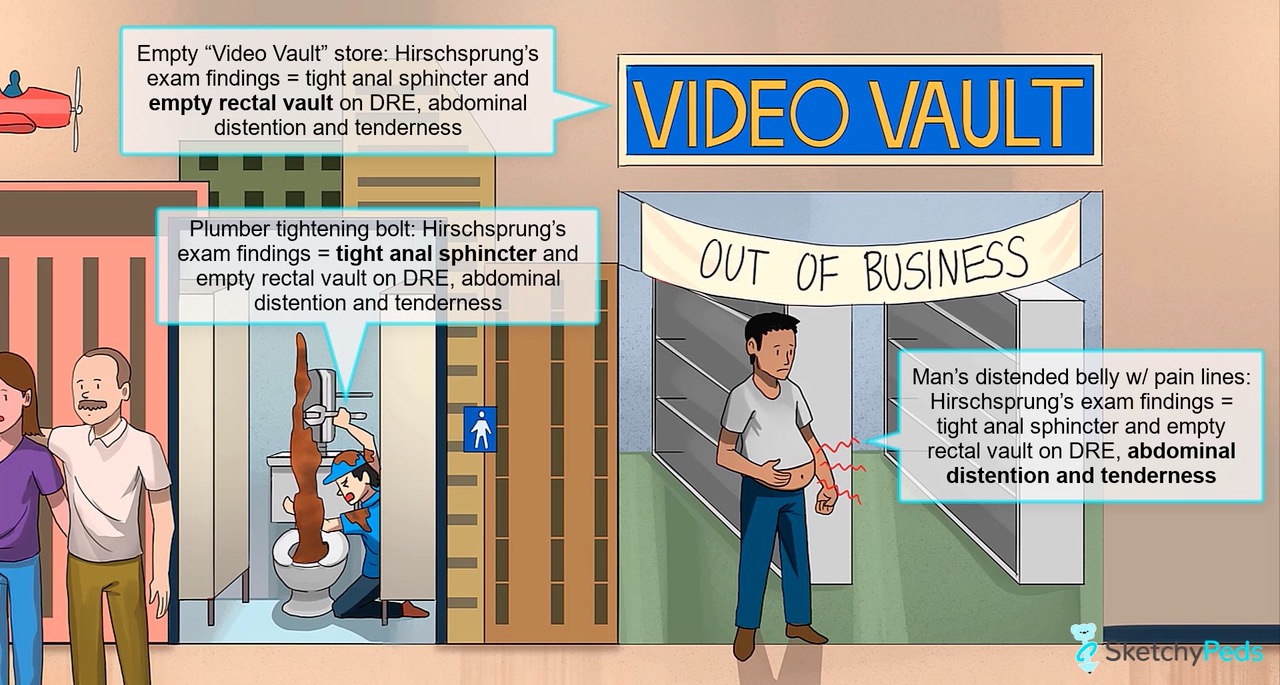 Empty “Video Vault” store: Hirschsprung’s
exam findings = tight anal sphincter and
empty rectal vault on DRE, abdominal
distention and tenderness
VIDEO VAULT
Plumber tightening bolt: Hirschsprung’s
exam findings = tight anal sphincter and
empty rectal vault on DRE, abdominal
distention and tenderness
OUT OF BUSINESS
Man’s distended belly w/ pain lines:
Hirschsprung’s exam findings =
tight anal sphincter and empty
rectal vault on DRE, abdominal
distention and tenderness
SketchyPeds